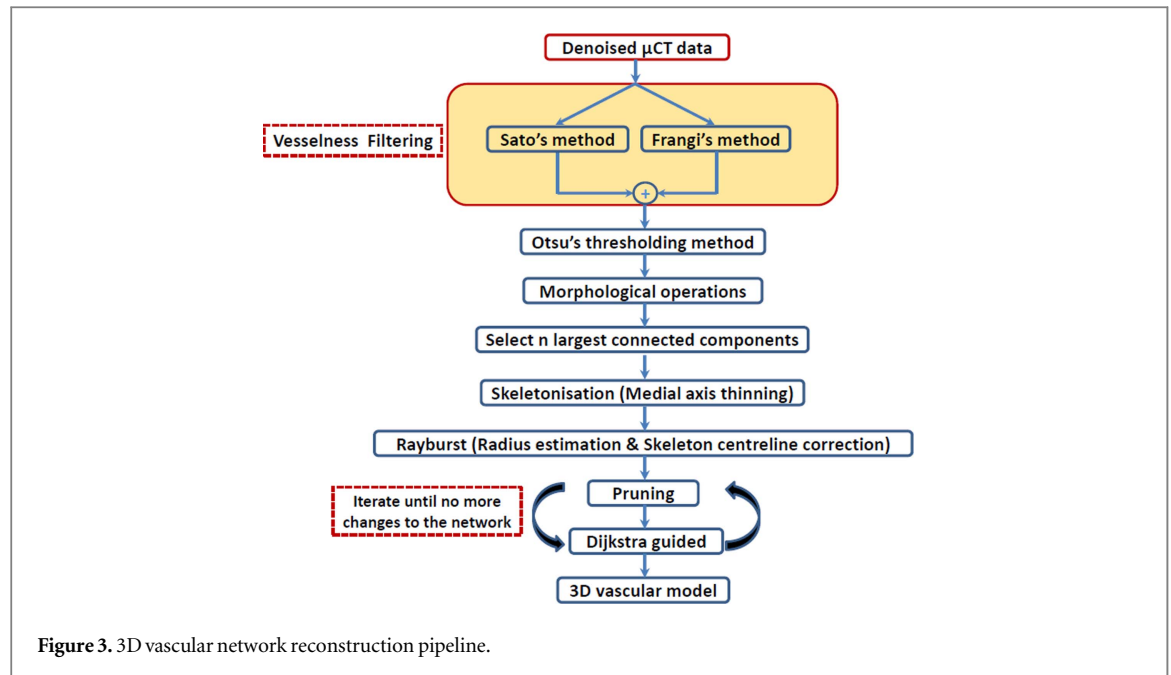 Denoised µCT data
Vesselness Filtering
Sato's method
Frangi's method
+
Otsu's thresholding method
Morphological operations
Select n largest connected components
Skeletonisation (Medial axis thinning)
Rayburst (Radius estimation & Skeleton centreline correction)
Iterate until no more
changes to the network
Pruning
Dijkstra guided
3D vascular model
Figure 3. 3D vascular network reconstruction pipeline.